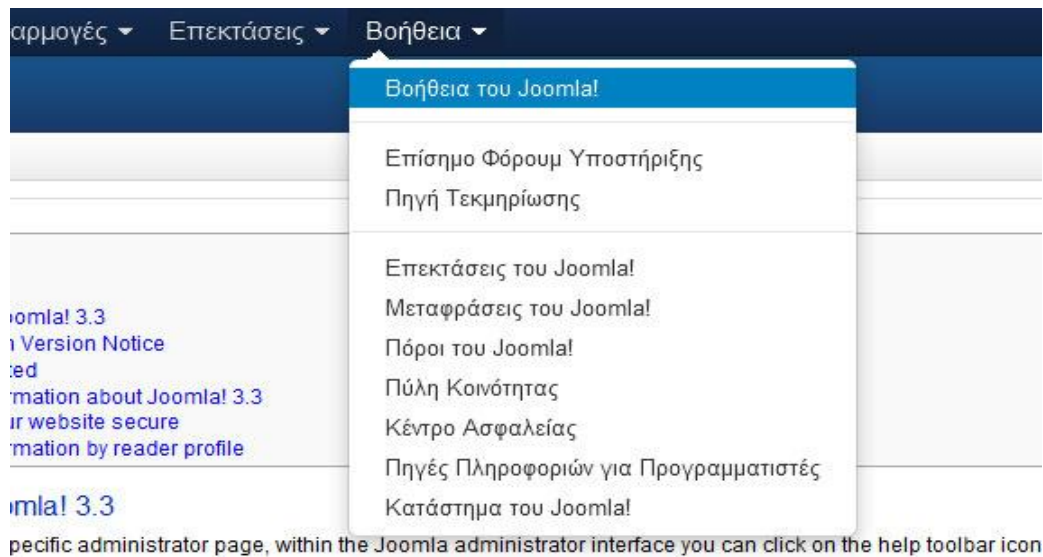 αρμογές Επεκτάσεις Βοήθεια
Βοήθεια του Joomla!
Επίσημο Φόρουμ Υποστήριξης
Πηγή Τεκμηρίωσης
Επεκτάσεις του Joomla!
Μεταφράσεις του Joomla!
Πόροι του Joomla!
Πύλη Κοινότητας
Κέντρο Ασφαλείας
Πηγές Πληροφοριών για Προγραμματιστές
Κατάστημα του Joomla!
oomla! 3.3
n Version Notice
ted
rmation about Joomla! 3.3
ur website secure
rmation by reader profile
omla! 3.3
pecific administrator page, within the Joomla administrator interface you can click on the help toolbar icon